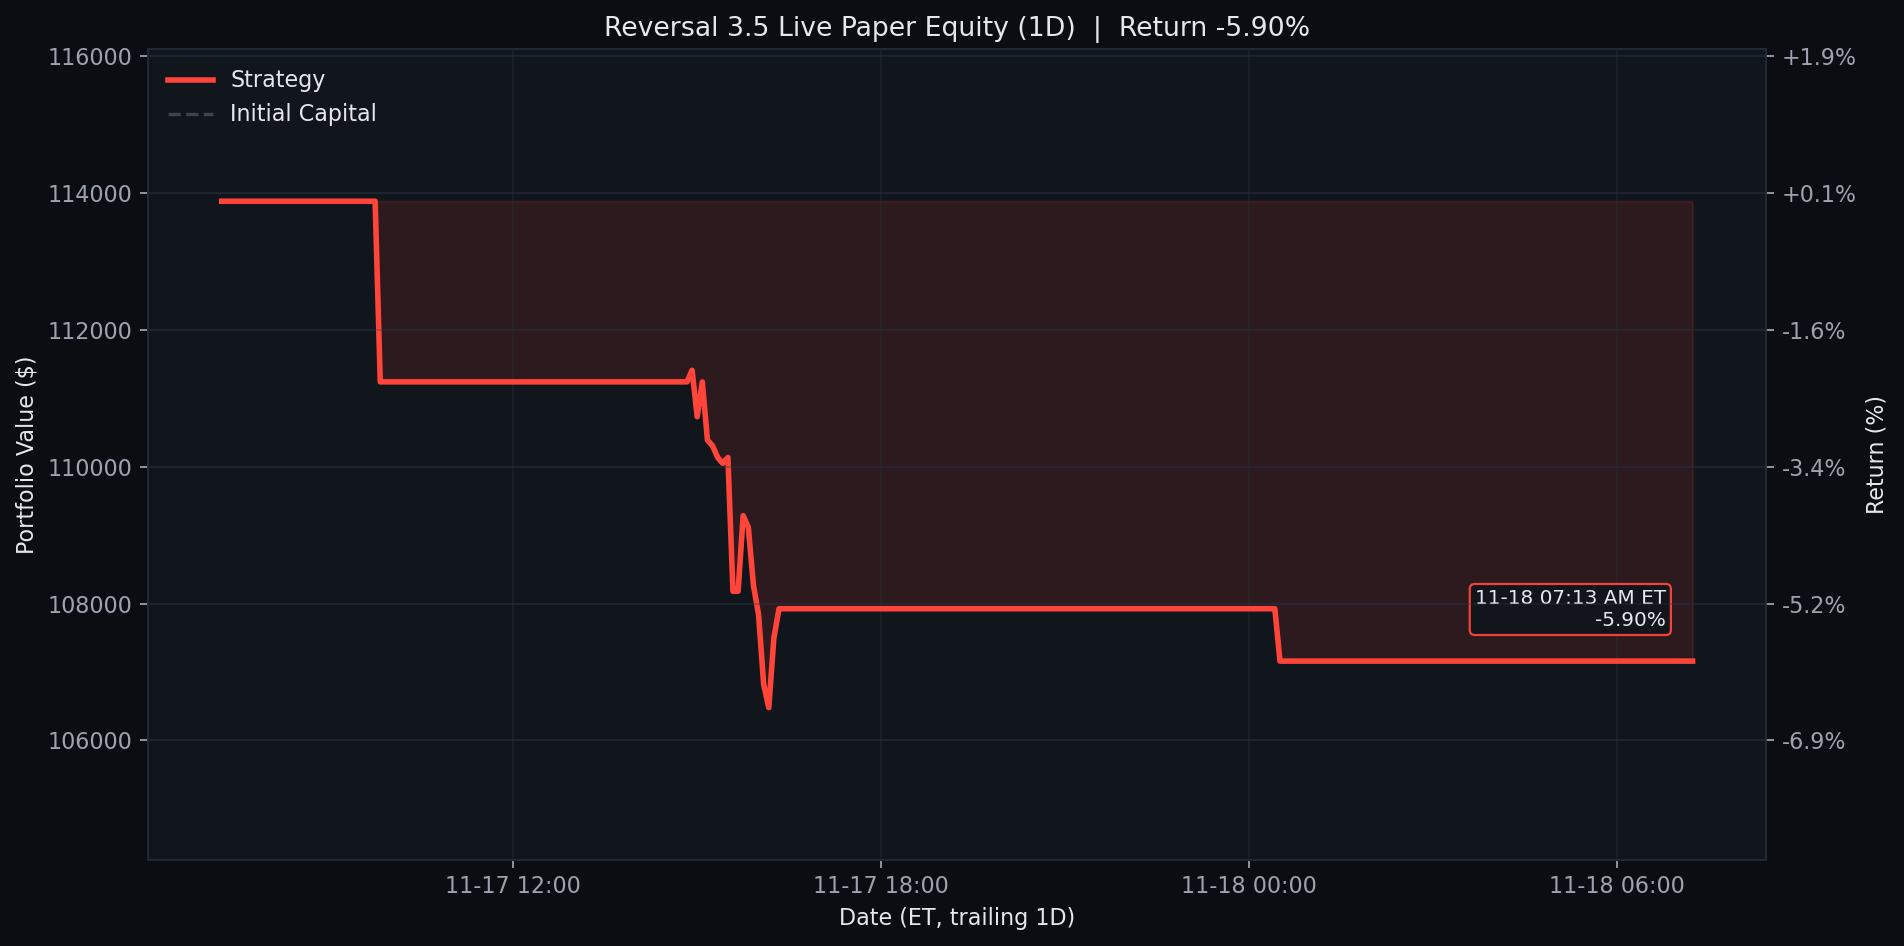 Reversal 3.5 Live Paper Equity (1D)  |  Return -5.90%
Strategy
Initial Capital
Portfolio Value ($)
116000
114000
112000
110000
108000
106000
+1.9%
+0.1%
-1.6%
-3.4%
-5.2%
-6.9%
Return (%)
11-18 07:13 AM ET
-5.90%
11-17 12:00
11-17 18:00
11-18 00:00
11-18 06:00
Date (ET, trailing 1D)